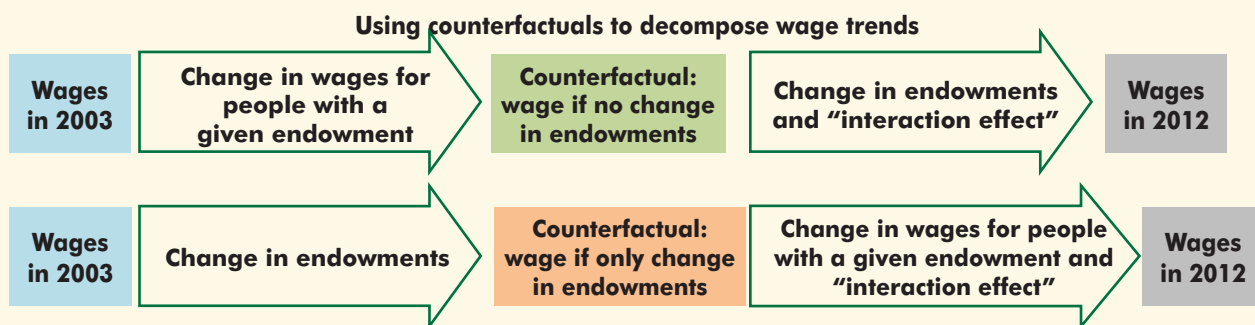 Using counterfactuals to decompose wage trends
Wages
in 2003
Change in wages for
people with a
given endowment
Counterfactual:
wage if no change
in endowments
Change in endowments
and “interaction effect”
Wages
in 2012
Wages
in 2003
Change in endowments
Counterfactual:
wage if only change
in endowments
Change in wages for people
with a given endowment and
“interaction effect”
Wages
in 2012